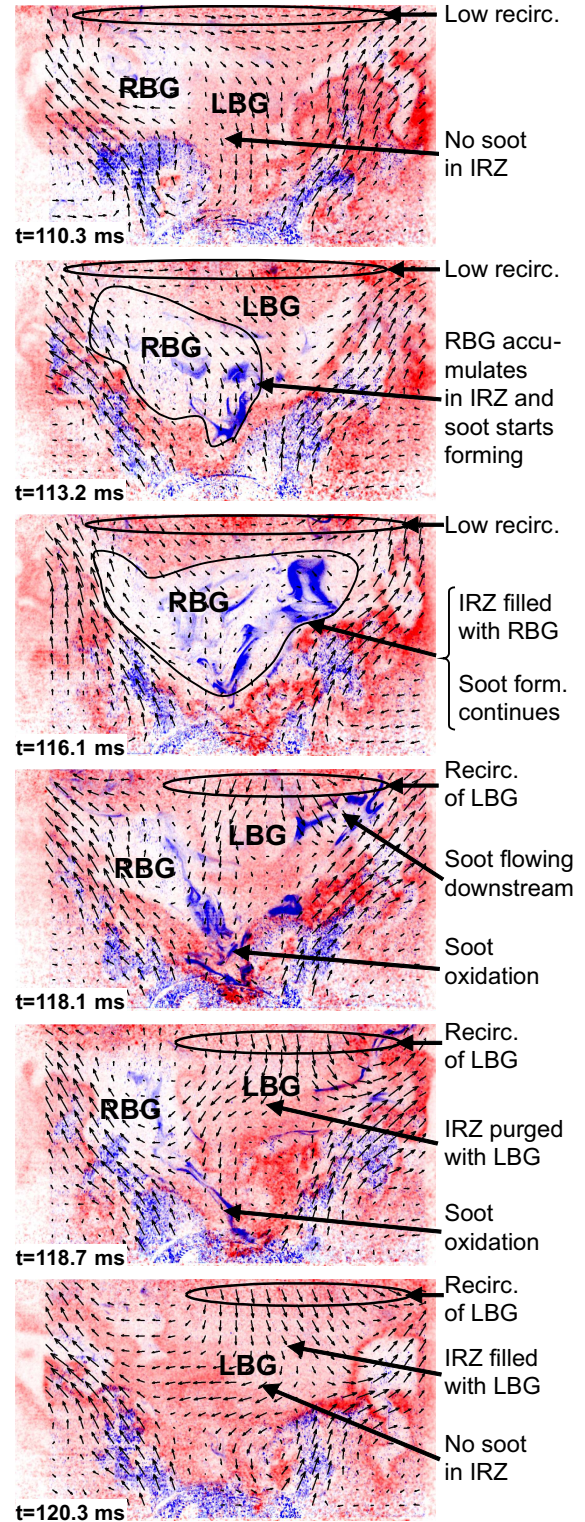 Low recirc.
RBG
LBG
No soot
in IRZ
t=110.3 ms
Low recirc.
LBG
RBG
RBG accu-
mulates
in IRZ and
soot starts
forming
t=113.2 ms
Low recirc.
RBG
IRZ filled
with RBG
Soot form.
continues
t=116.1 ms
Recirc.
of LBG
LBG
RBG
Soot flowing
downstream
Soot
oxidation
t=118.1 ms
Recirc.
of LBG
LBG
RBG
IRZ purged
with LBG
Soot
oxidation
t=118.7 ms
Recirc.
of LBG
LBG
IRZ filled
with LBG
No soot
in IRZ
t=120.3 ms